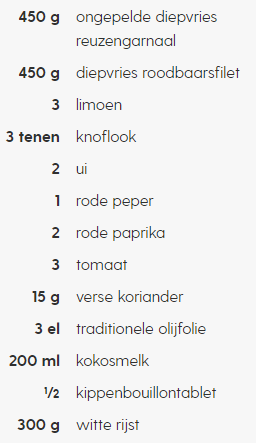 450 g ongepelde diepvries
reuzengarnaal
450 g diepvries roodbaarsfilet
3 limoen
3 tenen knoflook
2 ui
1 rode peper
2 rode paprika
3 tomaat
15 g verse koriander
3 el traditionele olijfolie
200 ml kokosmelk
½ kippenbouillontablet
300 g witte rijst